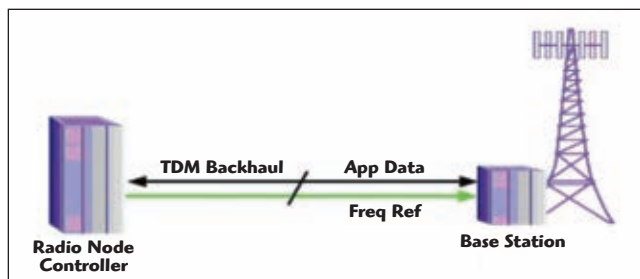 TDM Backhaul App Data
Freq Ref
Radio Node
Controller
Base Station